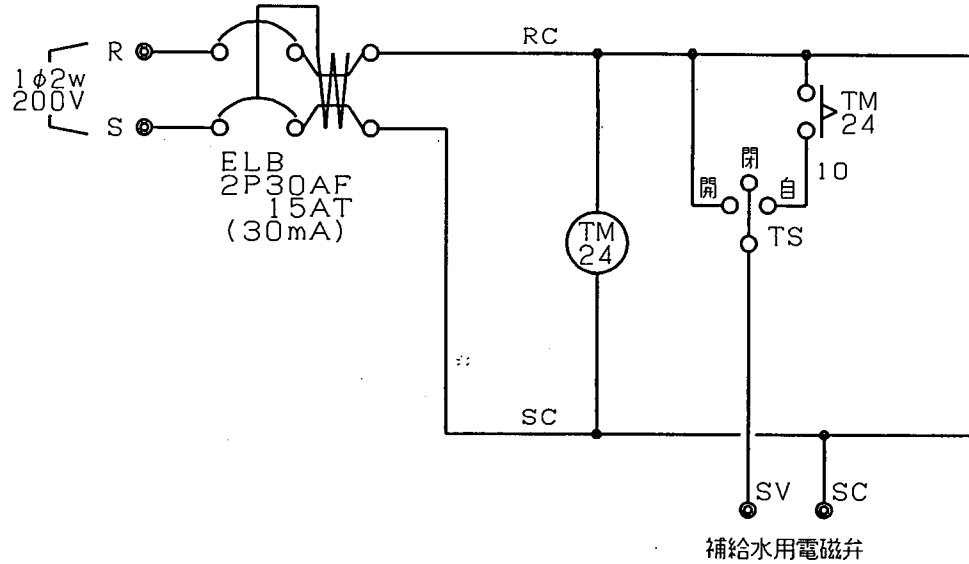 R
RC
1φ2w
200V
S
TM
24
閉
10
開
自
ELB
2P30AF
15AT
(30mA)
TS
TM
24
SC
SV
SC
補給水用電磁弁